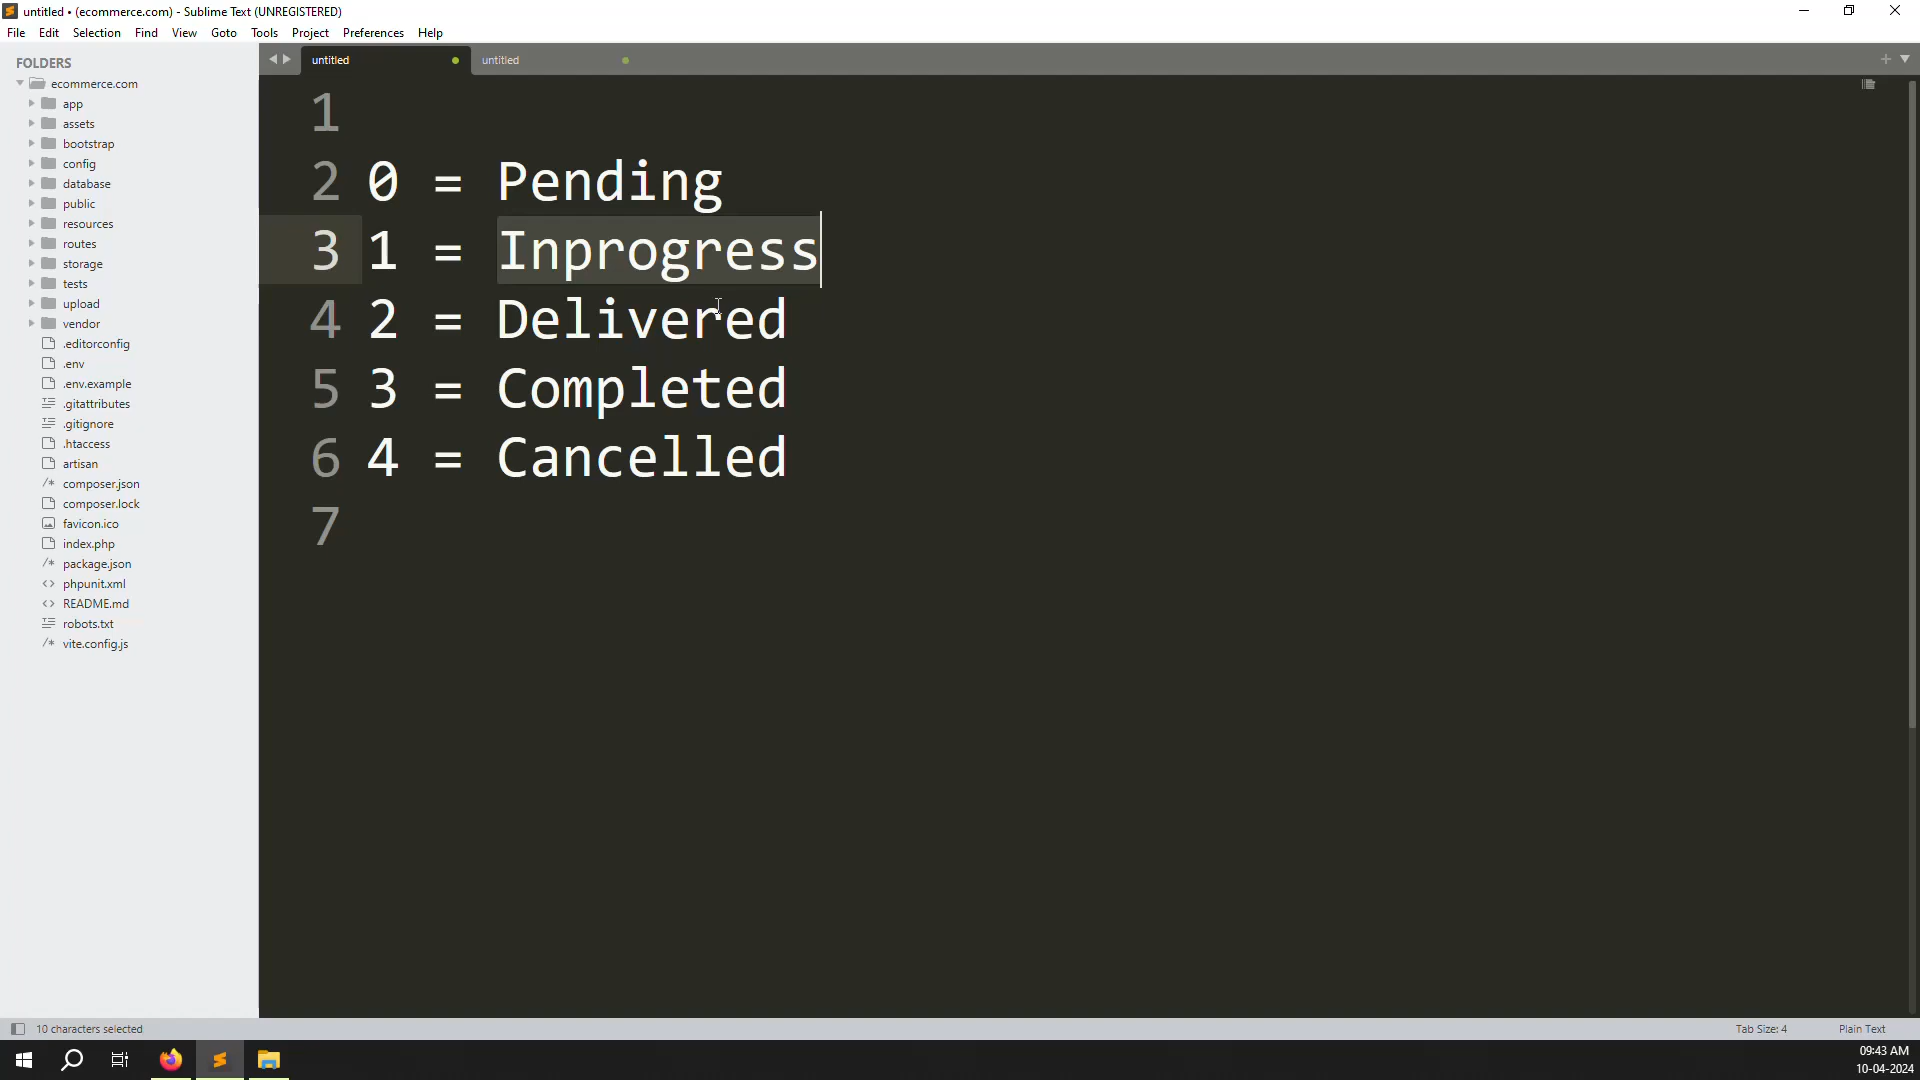 untitled • (ecommerce.com) - Sublime Text (UNREGISTERED)
File Edit Selection Find View Goto Tools Project Preferences Help
FOLDERS
ecommerce.com
app
assets
bootstrap
config
database
public
resources
routes
storage
tests
upload
vendor
.editorconfig
.env
.env.example
.gitattributes
.gitignore
.htaccess
artisan
composer.json
composer.lock
favicon.ico
index.php
package.json
phpunit.xml
README.md
robots.txt
vite.config.js
untitled untitled
1
2 0 = Pending
3 1 = Inprogress
4 2 = Delivered
5 3 = Completed
6 4 = Cancelled
7
10 characters selected Tab Size: 4 Plain Text
09:43 AM
10-04-2024